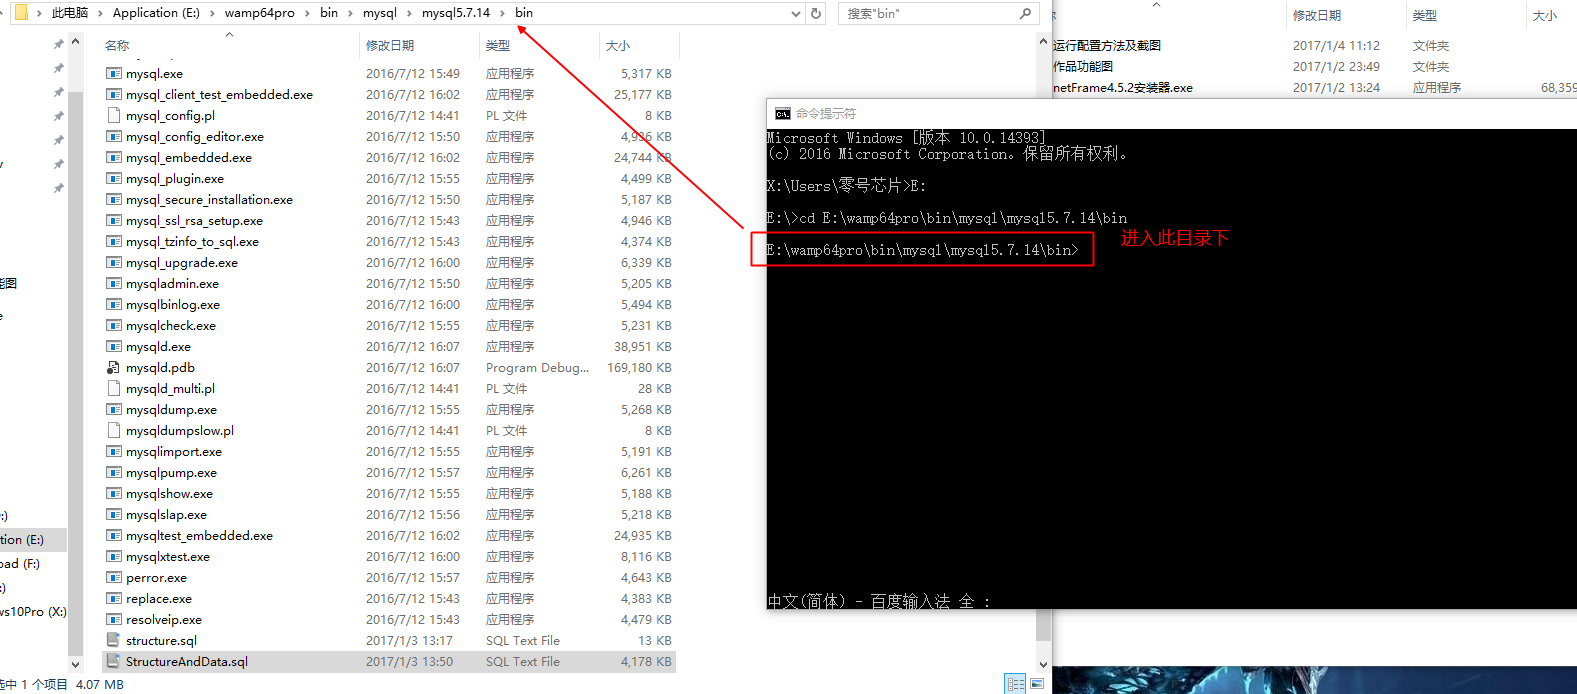 此电脑 › Application (E:) › wamp64pro › bin › mysql › mysql5.7.14 › bin
搜索"bin"
名称 修改日期 类型 大小
mysql.exe 2016/7/12 15:49 应用程序 5,317 KB
mysql_client_test_embedded.exe 2016/7/12 16:02 应用程序 25,177 KB
mysql_config.pl 2016/7/12 14:41 PL 文件 8 KB
mysql_config_editor.exe 2016/7/12 15:50 应用程序 4,936 KB
mysql_embedded.exe 2016/7/12 16:02 应用程序 24,744 KB
mysql_plugin.exe 2016/7/12 15:55 应用程序 4,499 KB
mysql_secure_installation.exe 2016/7/12 15:50 应用程序 5,187 KB
mysql_ssl_rsa_setup.exe 2016/7/12 15:43 应用程序 4,946 KB
mysql_tzinfo_to_sql.exe 2016/7/12 15:43 应用程序 4,374 KB
mysql_upgrade.exe 2016/7/12 16:00 应用程序 6,339 KB
mysqladmin.exe 2016/7/12 15:50 应用程序 5,205 KB
mysqlbinlog.exe 2016/7/12 16:00 应用程序 5,494 KB
mysqlcheck.exe 2016/7/12 15:55 应用程序 5,231 KB
mysqld.exe 2016/7/12 16:07 应用程序 38,951 KB
mysqld.pdb 2016/7/12 16:07 Program Debug... 169,180 KB
mysqld_multi.pl 2016/7/12 14:41 PL 文件 28 KB
mysqldump.exe 2016/7/12 15:55 应用程序 5,268 KB
mysqldumpslow.pl 2016/7/12 14:41 PL 文件 8 KB
mysqlimport.exe 2016/7/12 15:55 应用程序 5,191 KB
mysqlpump.exe 2016/7/12 15:57 应用程序 6,261 KB
mysqlshow.exe 2016/7/12 15:55 应用程序 5,188 KB
mysqlslap.exe 2016/7/12 15:56 应用程序 5,218 KB
mysqltest_embedded.exe 2016/7/12 16:02 应用程序 24,935 KB
mysqlxtest.exe 2016/7/12 16:00 应用程序 8,116 KB
perror.exe 2016/7/12 15:57 应用程序 4,643 KB
replace.exe 2016/7/12 15:43 应用程序 4,383 KB
resolveip.exe 2016/7/12 15:43 应用程序 4,479 KB
structure.sql 2017/1/3 13:17 SQL Text File 13 KB
StructureAndData.sql 2017/1/3 13:50 SQL Text File 4,178 KB
能图
:)
tion (E:)
oad (F:)
:)
ws10Pro (X:)
选中 1 个项目 4.07 MB
修改日期 类型 大小
运行配置方法及截图 2017/1/4 11:12 文件夹
作品功能图 2017/1/2 23:49 文件夹
netFrame4.5.2安装器.exe 2017/1/2 13:24 应用程序 68,359
命令提示符
Microsoft Windows [版本 10.0.14393]
(c) 2016 Microsoft Corporation。保留所有权利。
X:\Users\零号芯片>E:
E:\>cd E:\wamp64pro\bin\mysql\mysql5.7.14\bin
进入此目录下
E:\wamp64pro\bin\mysql\mysql5.7.14\bin>
中文(简体) - 百度输入法 全 :